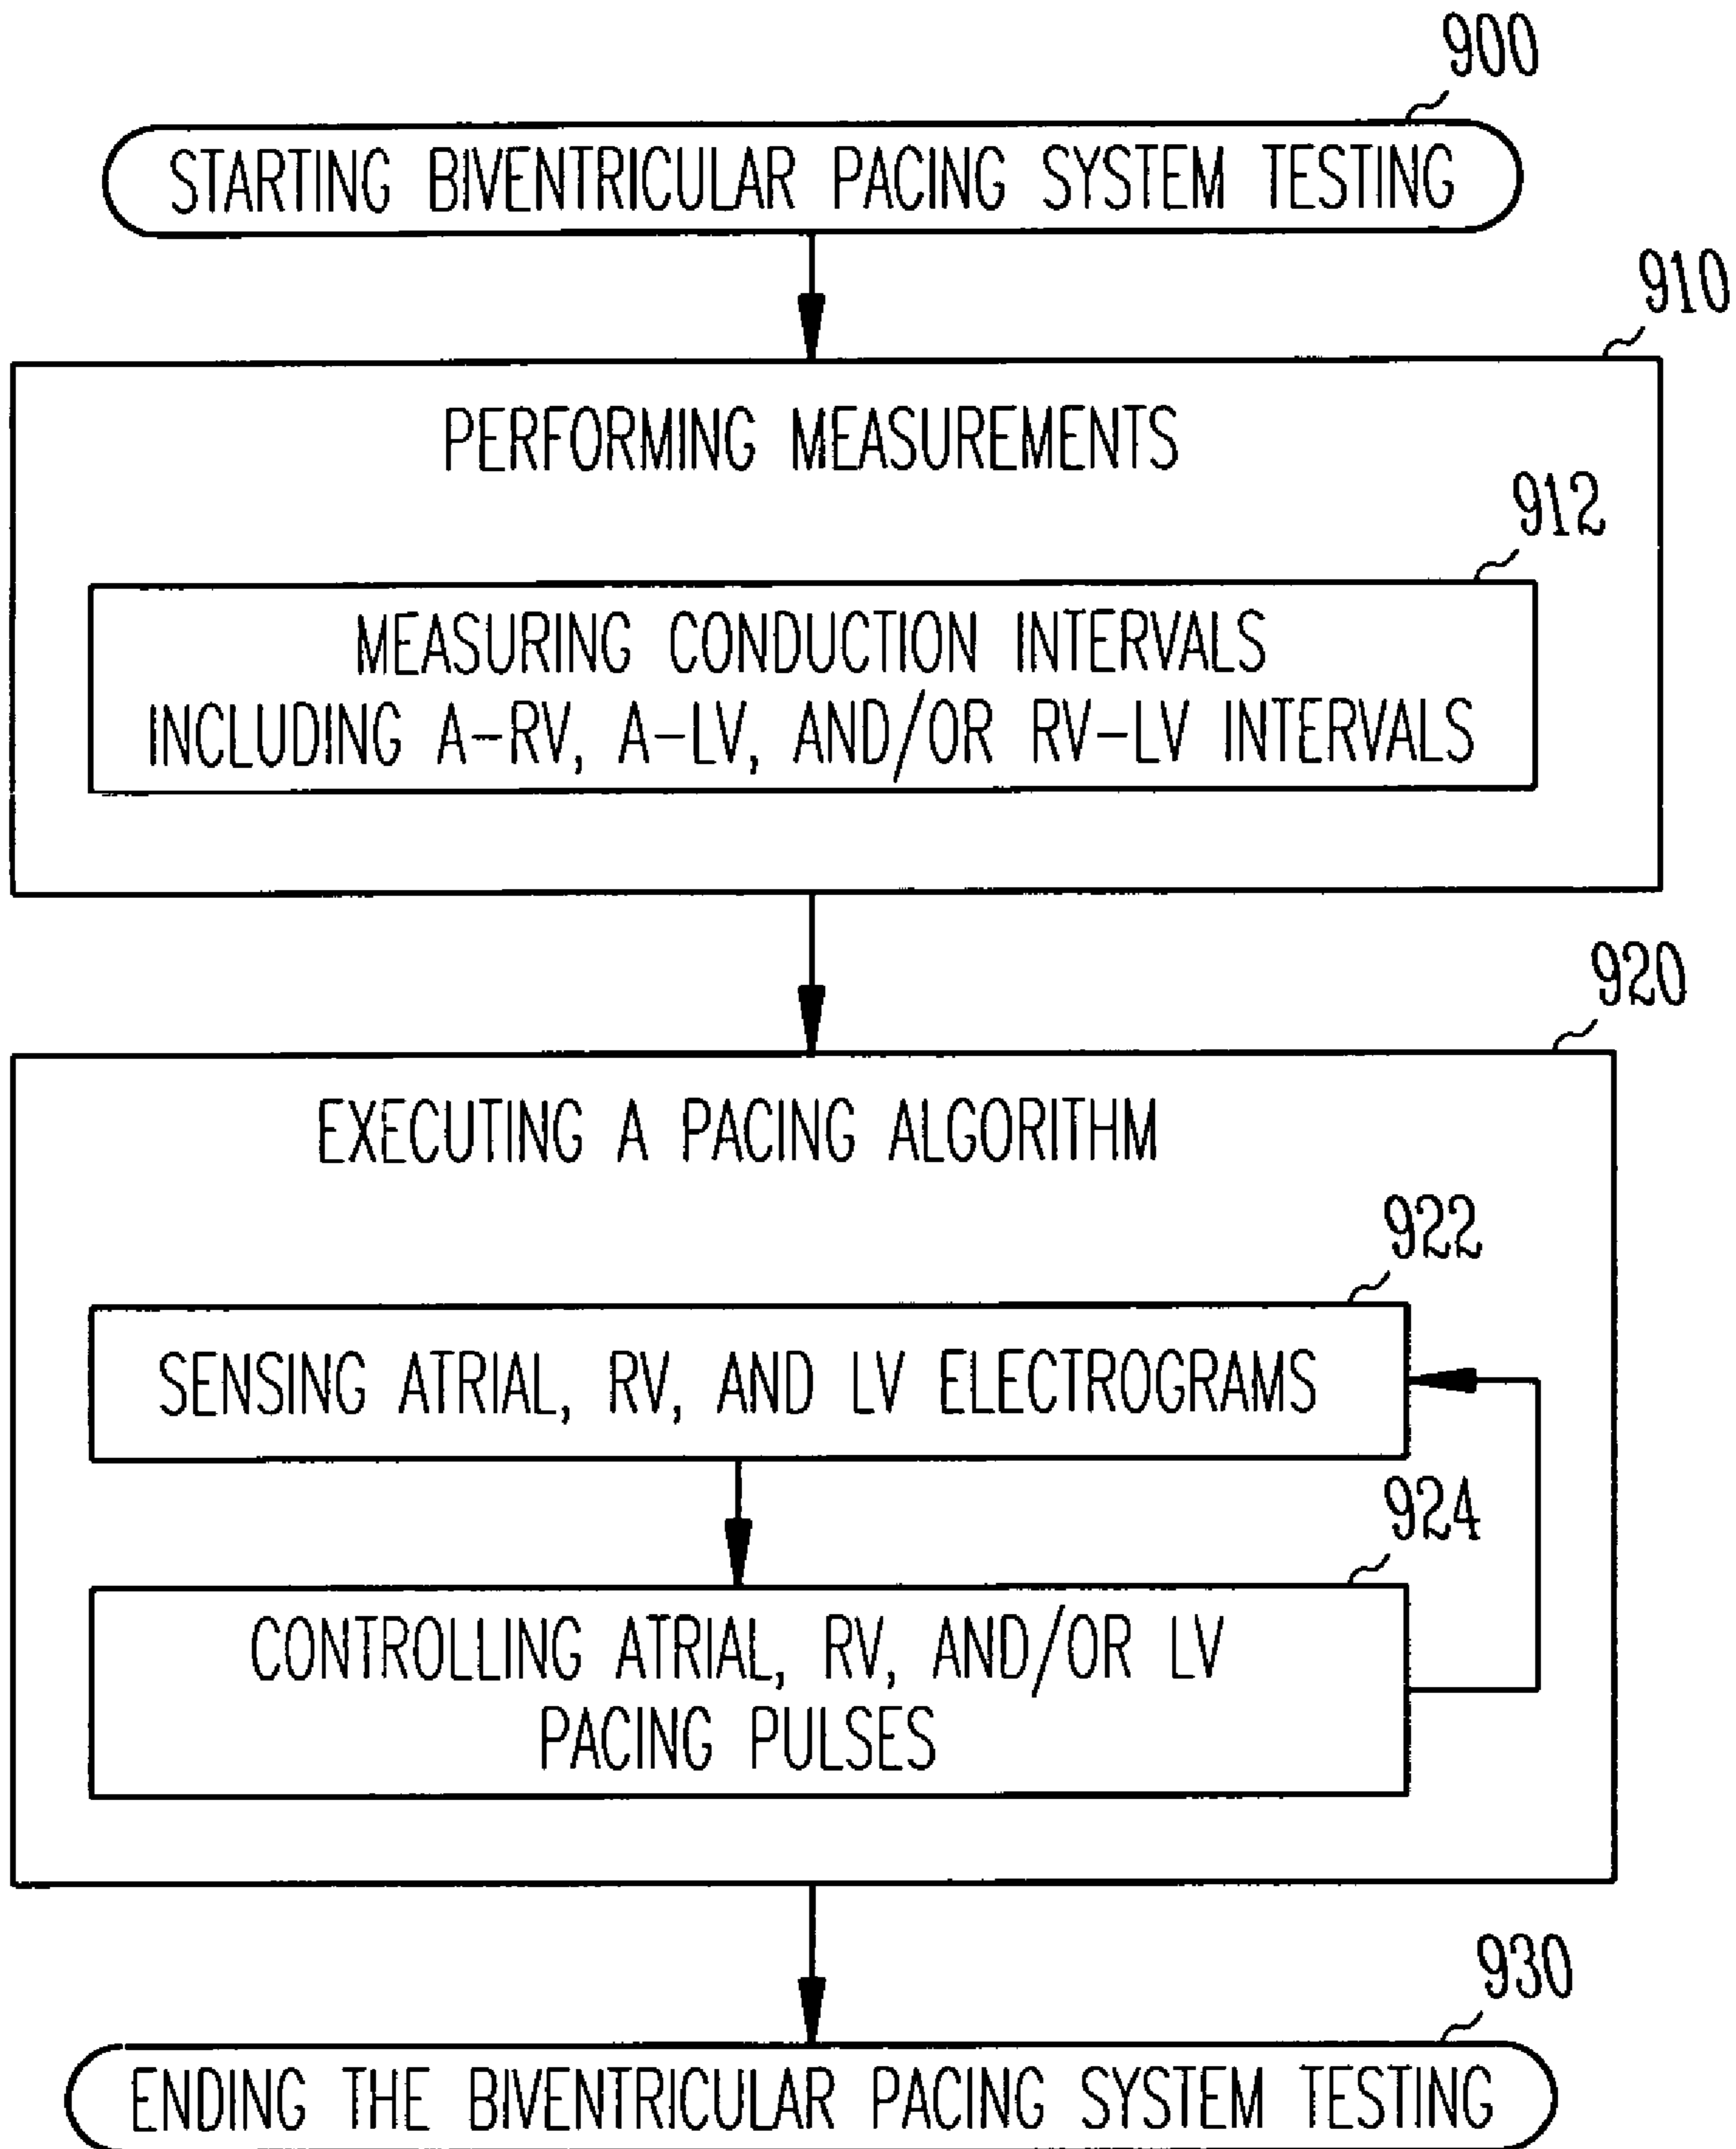 900
STARTING BIVENTRICULAR PACING SYSTEM TESTING
910
PERFORMING MEASUREMENTS
912
MEASURING CONDUCTION INTERVALS
INCLUDING A-RV, A-LV, AND/OR RV-LV INTERVALS
920
EXECUTING A PACING ALGORITHM
922
SENSING ATRIAL, RV, AND LV ELECTROGRAMS
924
CONTROLLING ATRIAL, RV, AND/OR LV
PACING PULSES
930
ENDING THE BIVENTRICULAR PACING SYSTEM TESTING